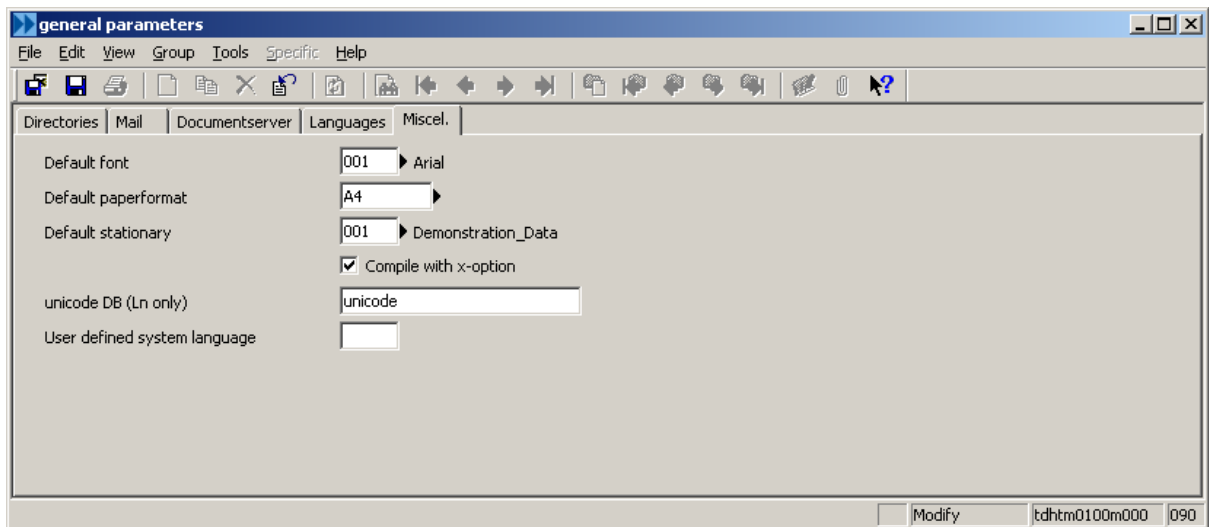 general parameters
File Edit View Group Tools Specific Help
Directories Mail Documentserver Languages Miscel.
Default font 001 Arial
Default paperformat A4
Default stationary 001 Demonstration_Data
Compile with x-option
unicode DB (Ln only) unicode
User defined system language
Modify tdhtm0100m000 090